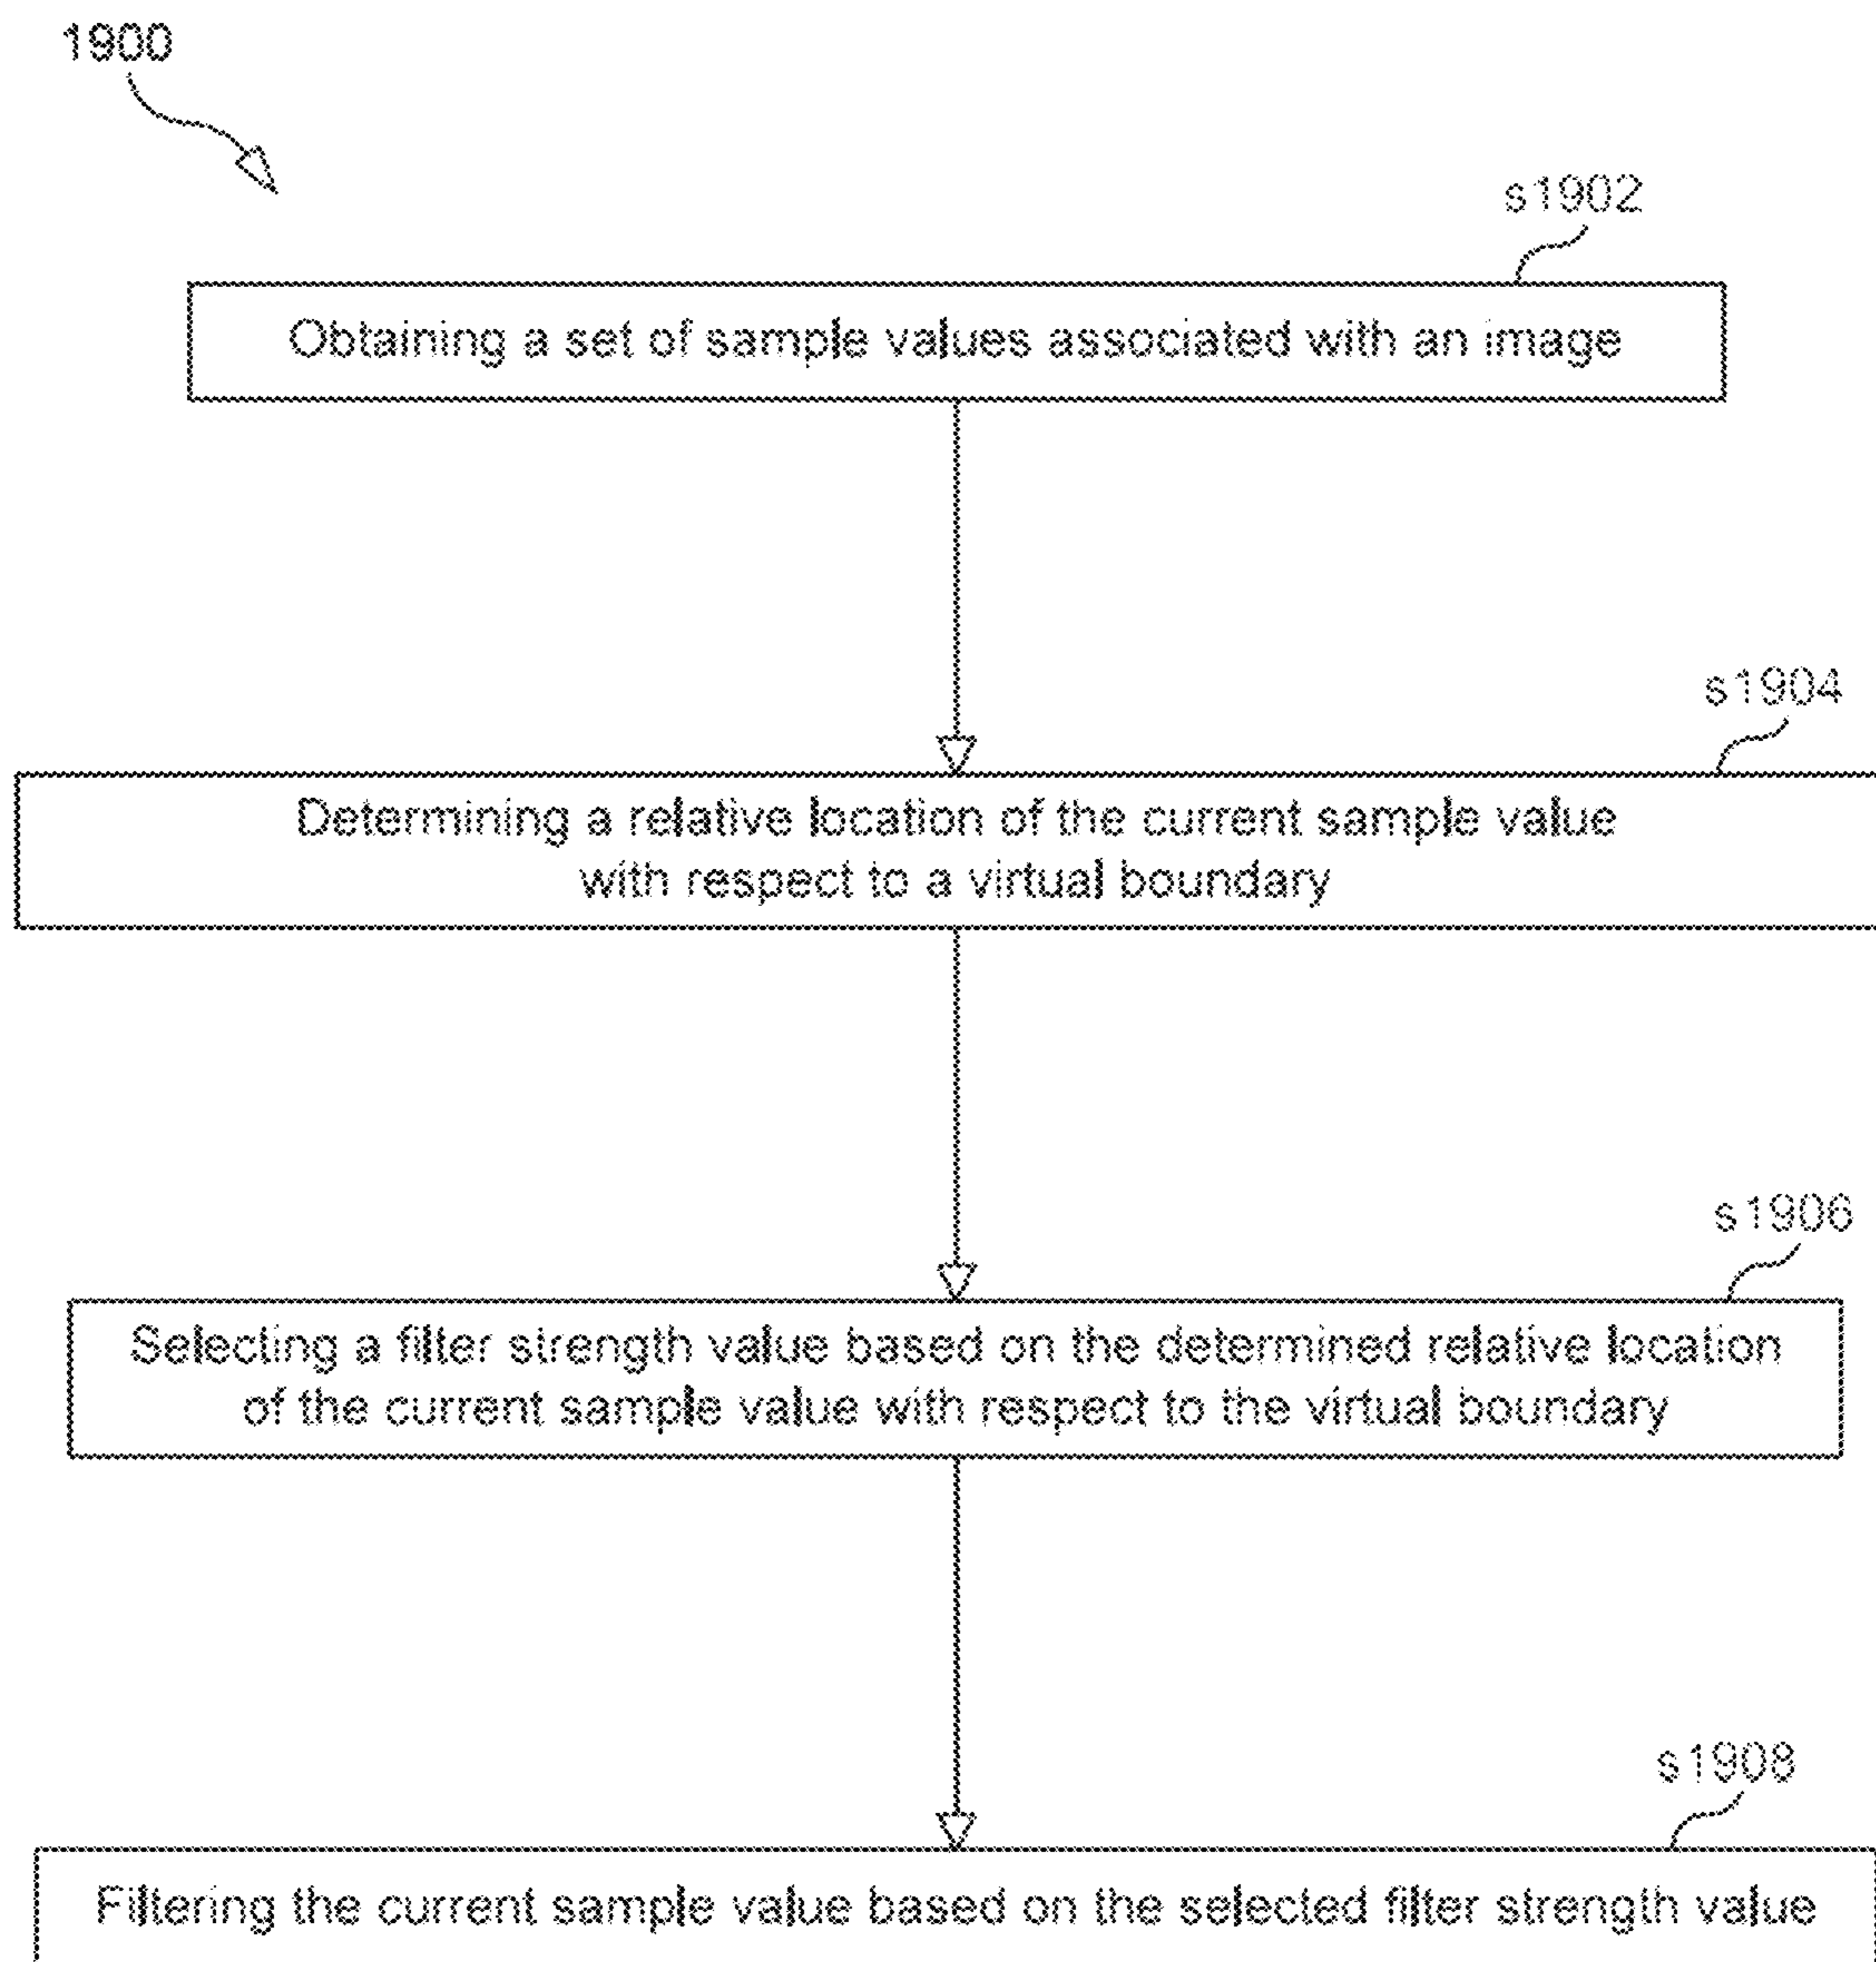 1900
s1902
Obtaining a set of sample values associated with an image
s1904
Determining a relative location of the current sample value
with respect to a virtual boundary
s1906
Selecting a filter strength value based on the determined relative location
of the current sample value with respect to the virtual boundary
s1908
Filtering the current sample value based on the selected filter strength value